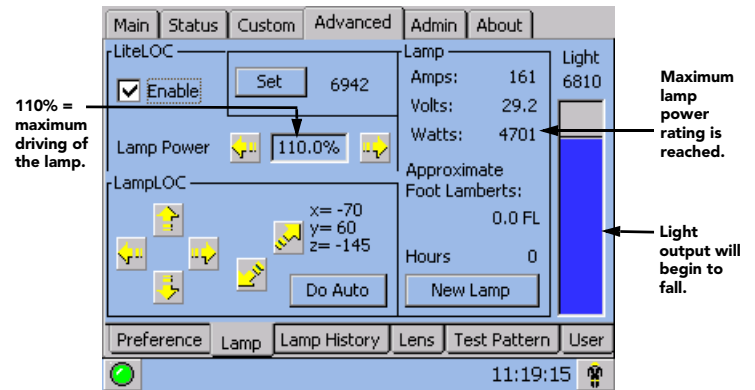 Main Status Custom Advanced Admin About
LiteLOC
Enable
Set 6942
Lamp Power 110.0%
LampLOC
x= -70
y= 60
z= -145
Do Auto
Lamp
Amps: 161
Volts: 29.2
Watts: 4701
Approximate
Foot Lamberts:
0.0 FL
Hours 0
New Lamp
Light
6810
Preference Lamp Lamp History Lens Test Pattern User
11:19:15
110% =
maximum
driving of
the lamp.
Maximum
lamp
power
rating is
reached.
Light
output will
begin to
fall.